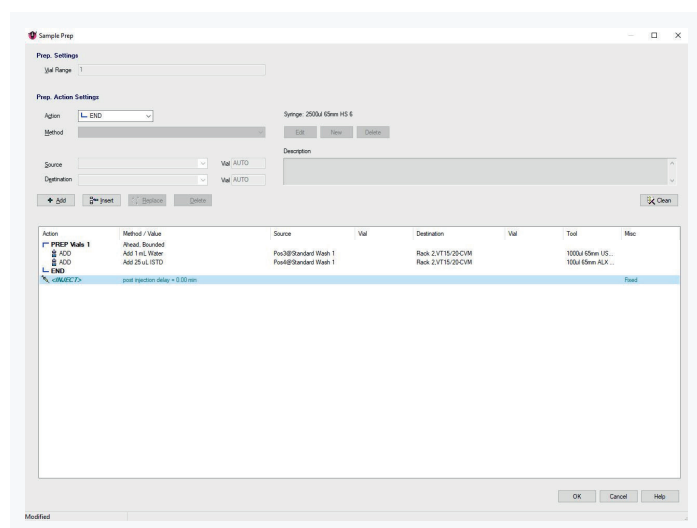 Sample Prep
Prep. Settings
Vial Range 1
Prep. Action Settings
Action END
Syringe: 2500ul 65mm HS 6
Method
Edit New Delete
Description
Source Vial AUTO
Destination Vial AUTO
Add Insert Replace Delete Clean
Action Method / Value Source Vial Destination Vial Tool Misc
PREP Vials 1 Ahead, Bounded
ADD Add 1 mL Water Pos3@Standard Wash 1 Rack 2,VT15/20-CVM 1000ul 65mm US...
ADD Add 25 uL ISTD Pos4@Standard Wash 1 Rack 2,VT15/20-CVM 100ul 65mm ALX ...
END
<INJECT> post injection delay = 0.00 min Fixed
OK Cancel Help
Modified